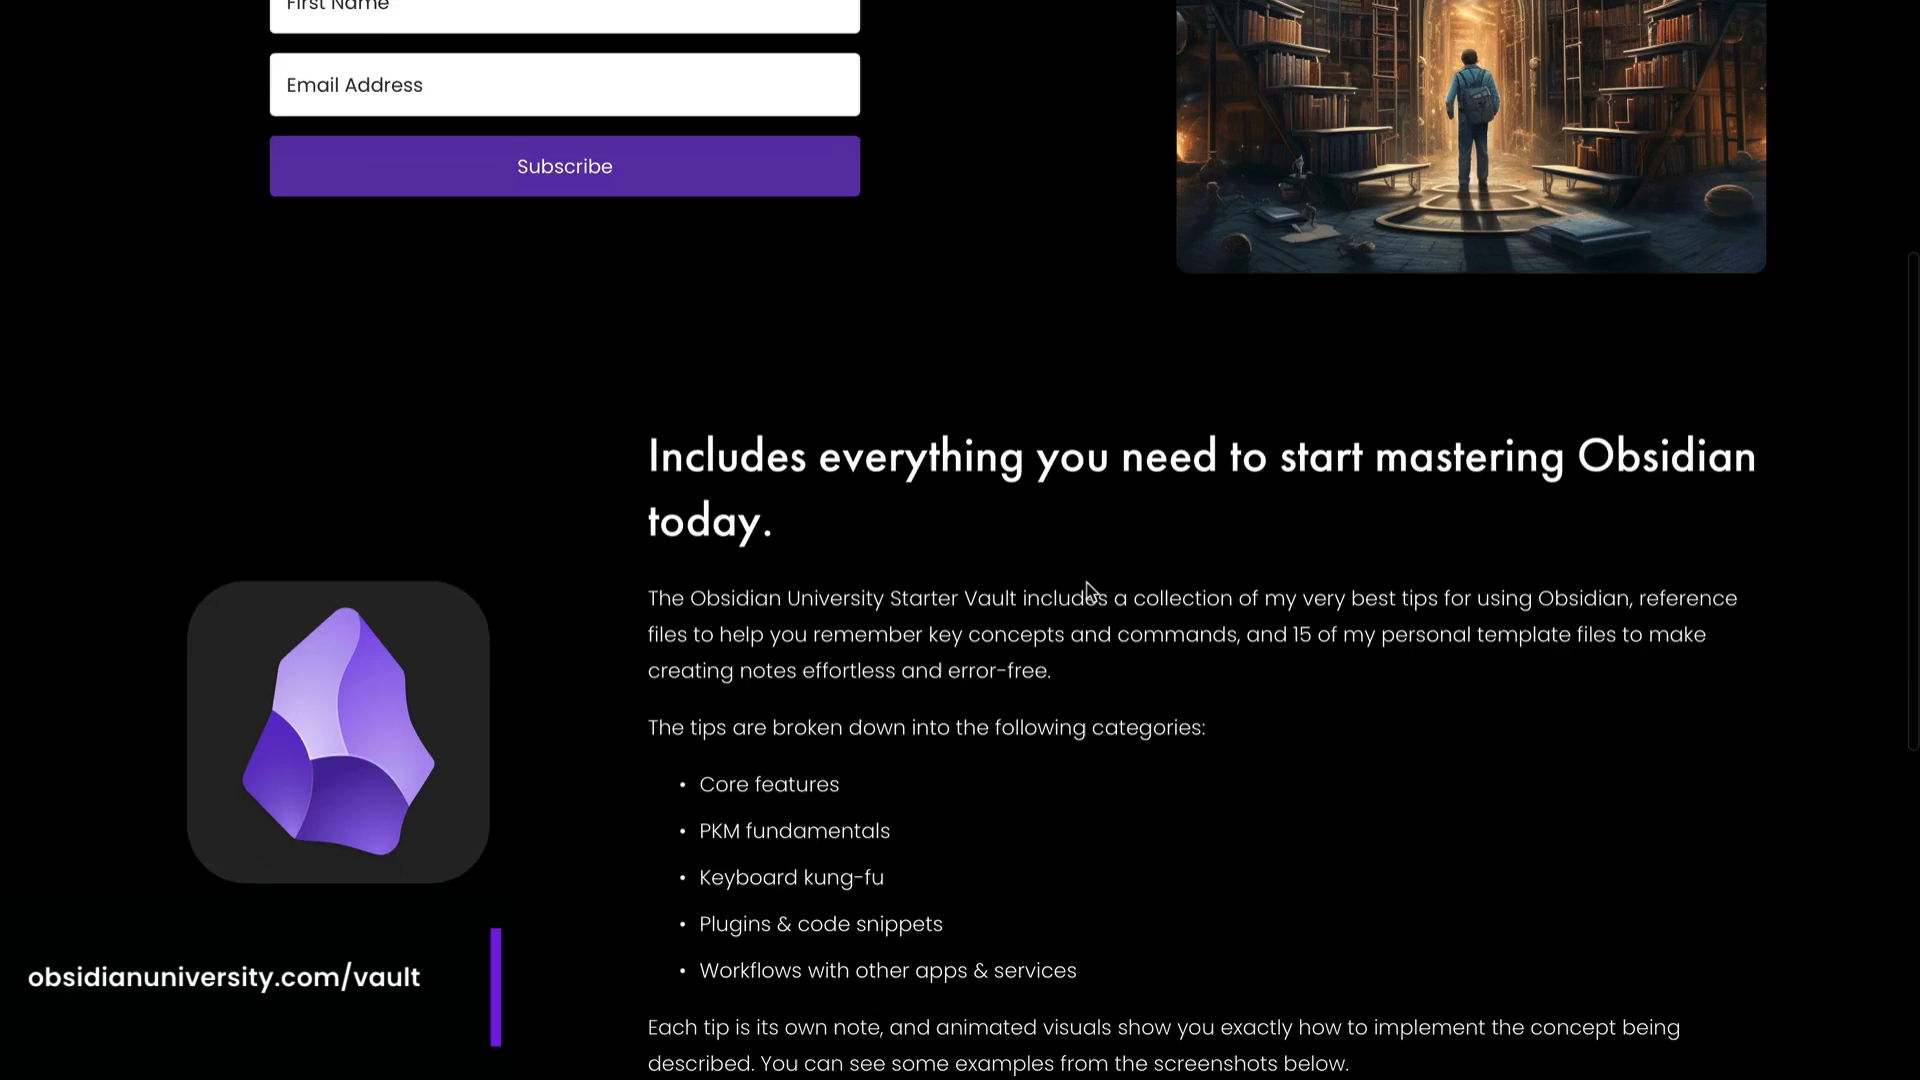 First Name
Email Address
Subscribe
Includes everything you need to start mastering Obsidian
today.
The Obsidian University Starter Vault includes a collection of my very best tips for using Obsidian, reference
files to help you remember key concepts and commands, and 15 of my personal template files to make
creating notes effortless and error-free.
The tips are broken down into the following categories:
• Core features
• PKM fundamentals
• Keyboard kung-fu
• Plugins & code snippets
• Workflows with other apps & services
Each tip is its own note, and animated visuals show you exactly how to implement the concept being
described. You can see some examples from the screenshots below.
obsidianuniversity.com/vault